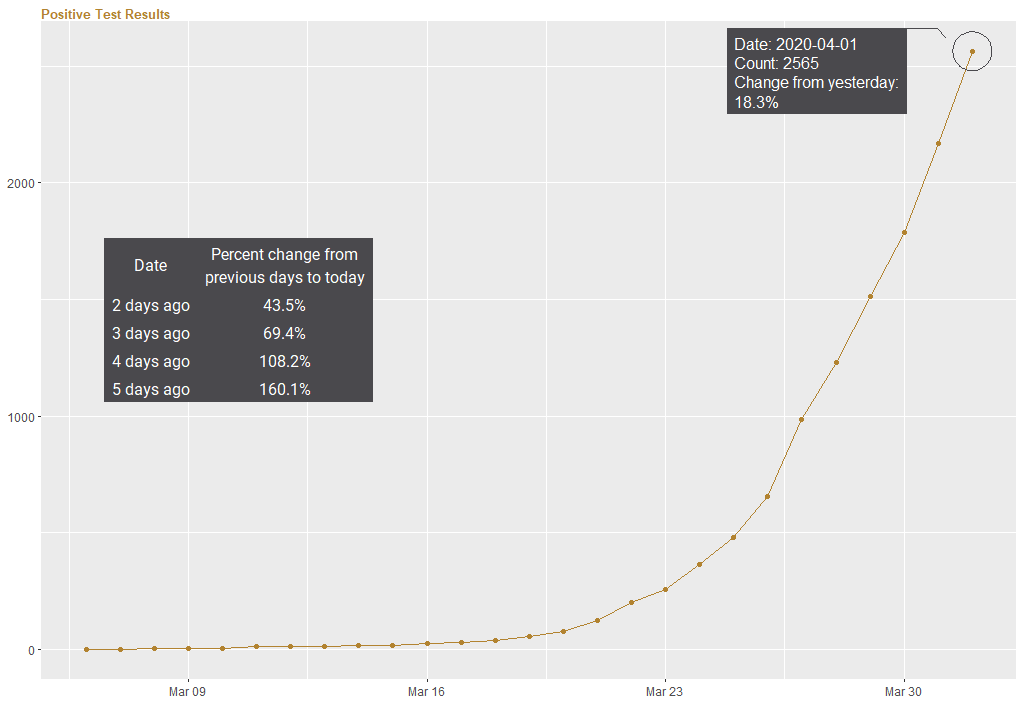 Positive Test Results
Date: 2020-04-01
Count: 2565
Change from yesterday:
18.3%
2000
Date
Percent change from
previous days to today
2 days ago 43.5%
3 days ago 69.4%
4 days ago 108.2%
5 days ago 160.1%
1000
0
Mar 09 Mar 16 Mar 23 Mar 30